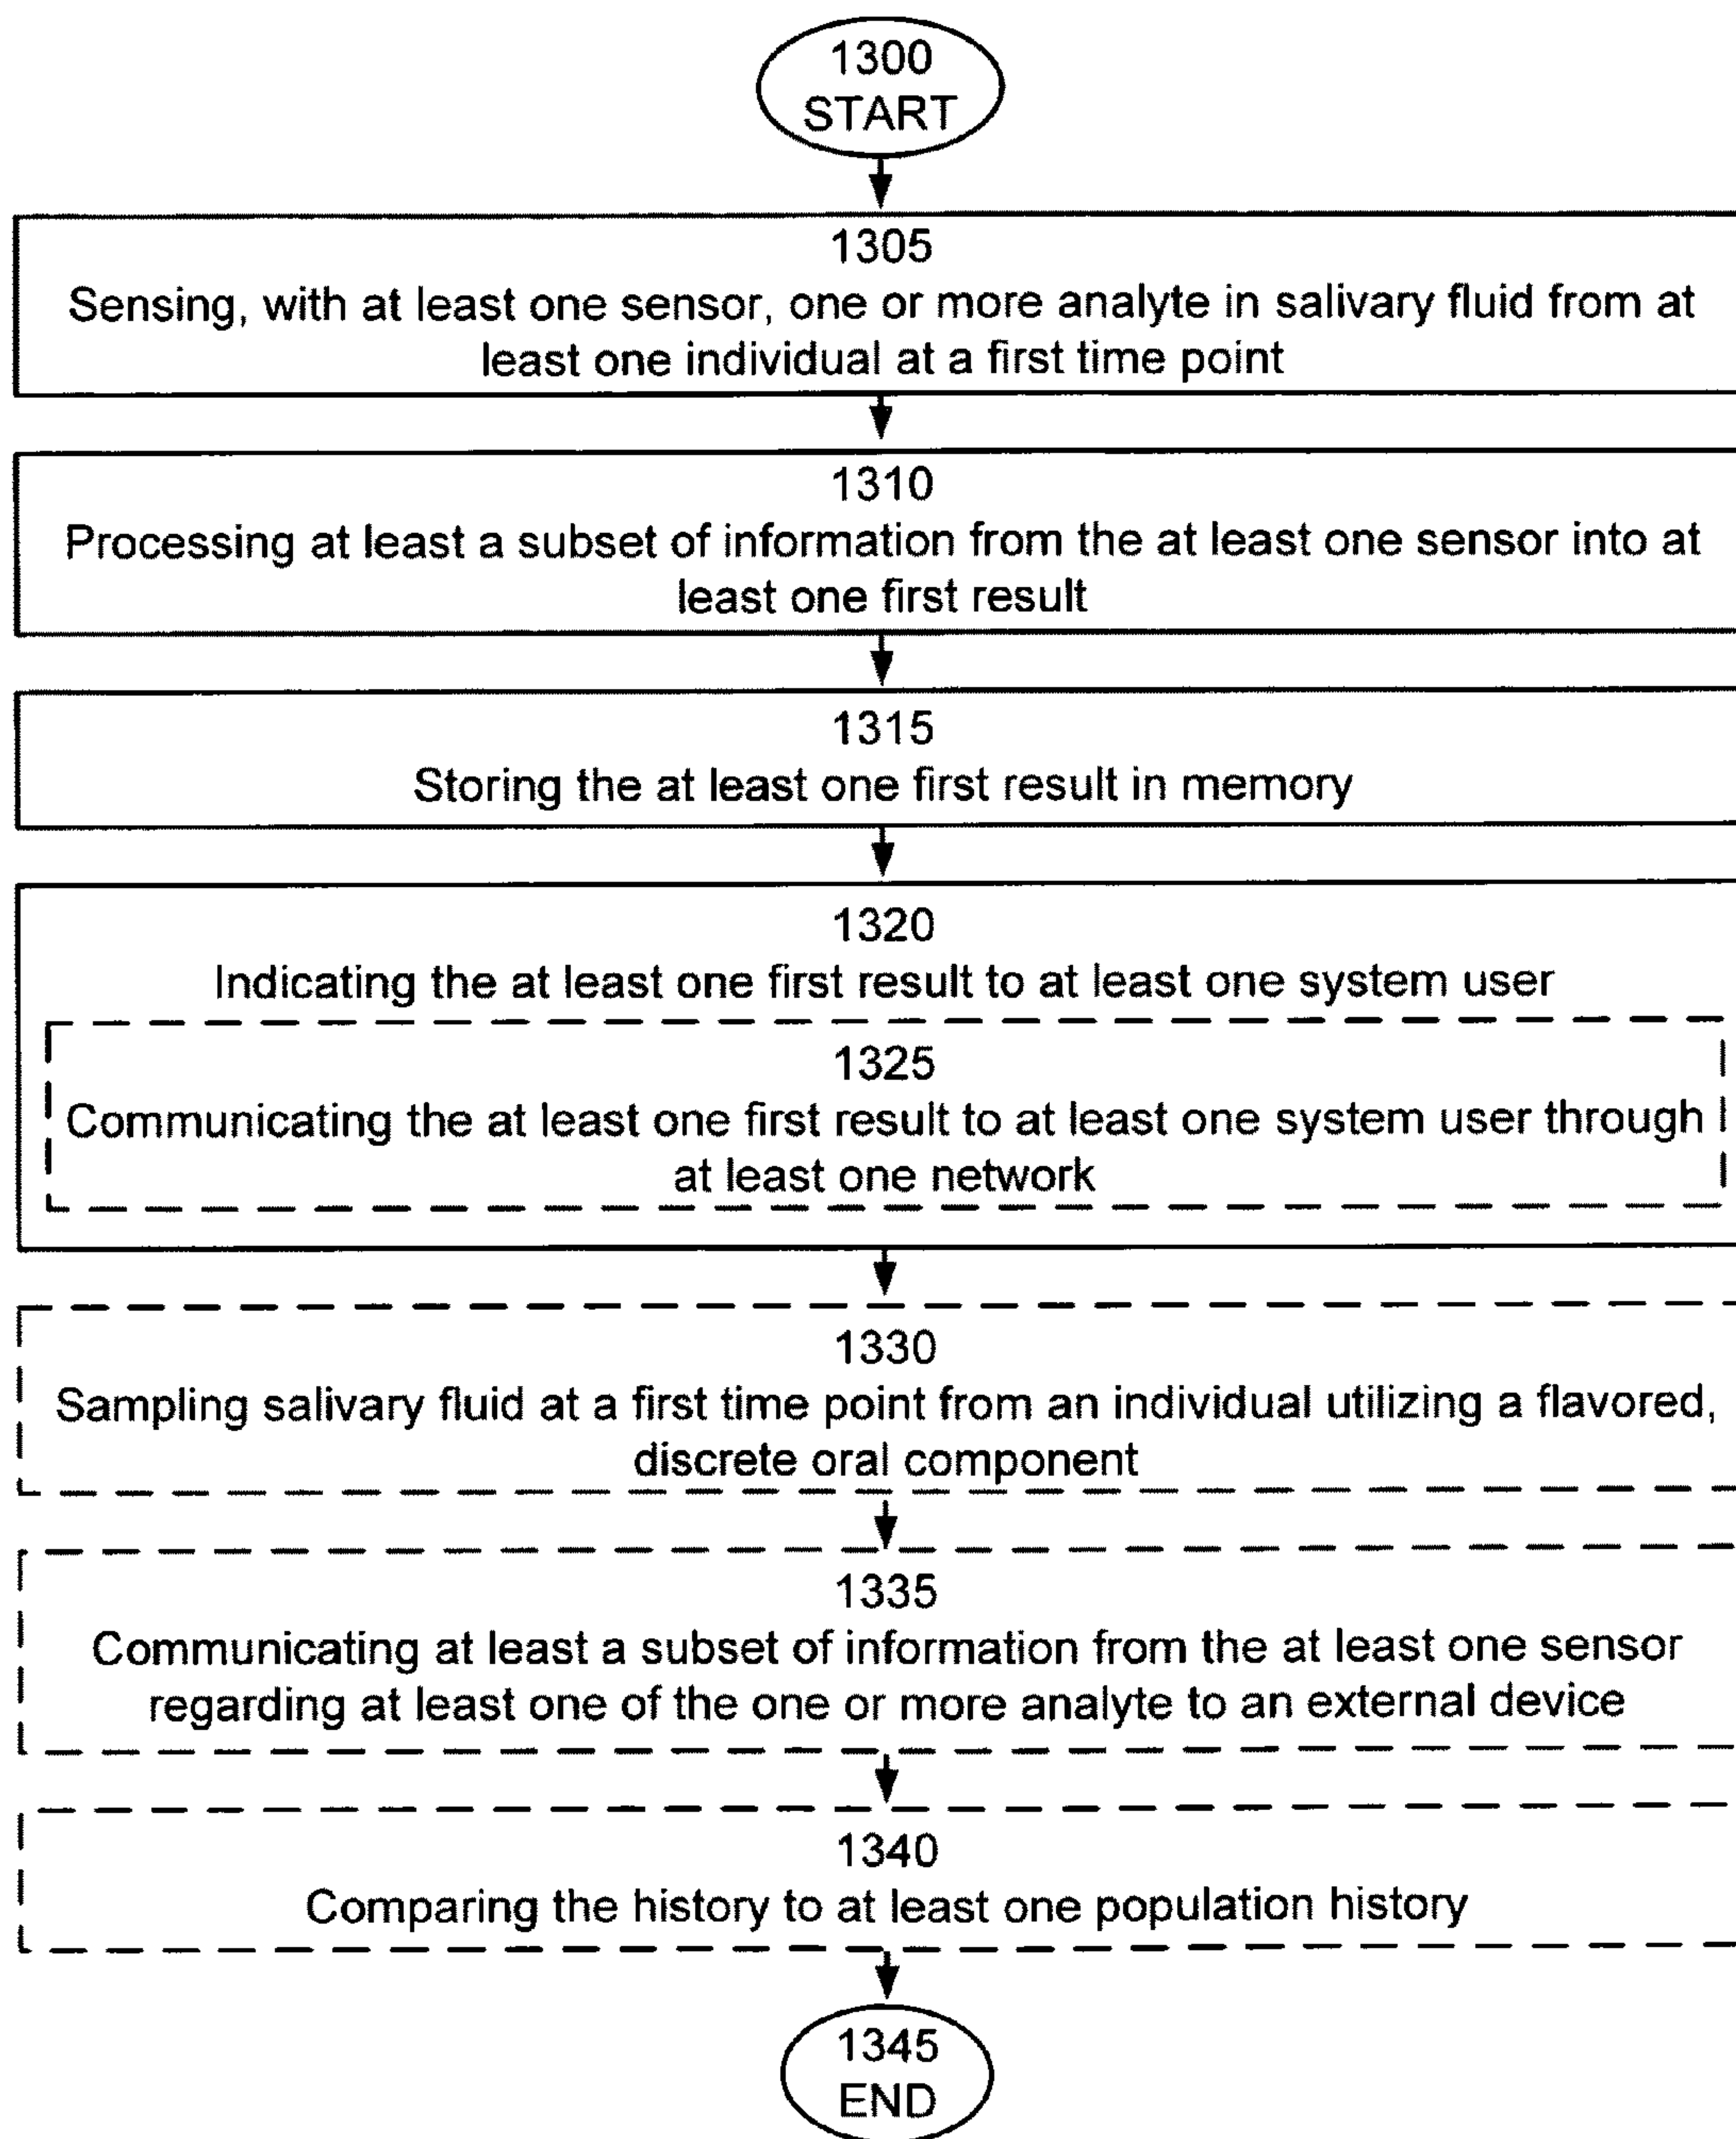 1300
START
1305
Sensing, with at least one sensor, one or more analyte in salivary fluid from at
least one individual at a first time point
1310
Processing at least a subset of information from the at least one sensor into at
least one first result
1315
Storing the at least one first result in memory
1320
Indicating the at least one first result to at least one system user
1325
Communicating the at least one first result to at least one system user through
at least one network
1330
Sampling salivary fluid at a first time point from an individual utilizing a flavored,
discrete oral component
1335
Communicating at least a subset of information from the at least one sensor
regarding at least one of the one or more analyte to an external device
1340
Comparing the history to at least one population history
1345
END